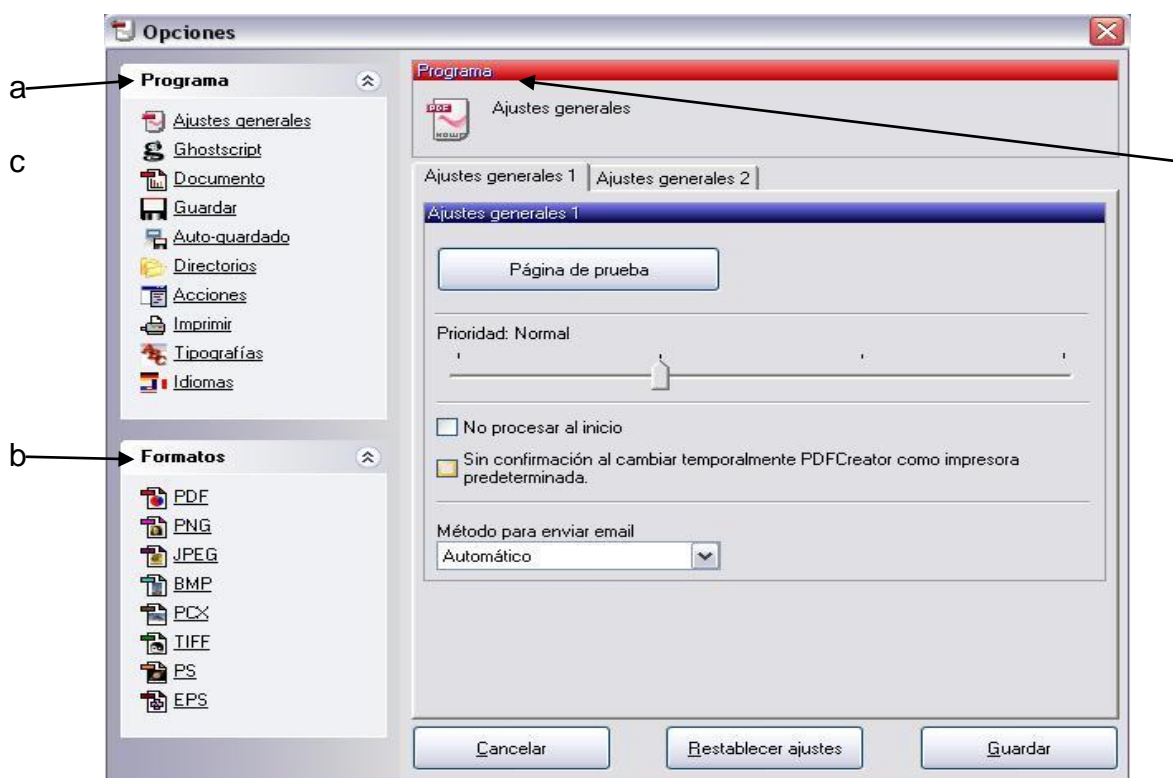 Opciones
a
Programa
Ajustes generales
c
Ghostscript
Documento
Guardar
Auto-guardado
Directorios
Acciones
Imprimir
Tipografías
Idiomas
b
Formatos
PDF
PNG
JPEG
BMP
PCX
TIFF
PS
EPS
Programa
PDF
Ajustes generales
Ajustes generales 1
Ajustes generales 2
Ajustes generales 1
Página de prueba
Prioridad: Normal
No procesar al inicio
Sin confirmación al cambiar temporalmente PDFCreator como impresora
predeterminada.
Método para enviar email
Automático
Cancelar
Restablecer ajustes
Guardar